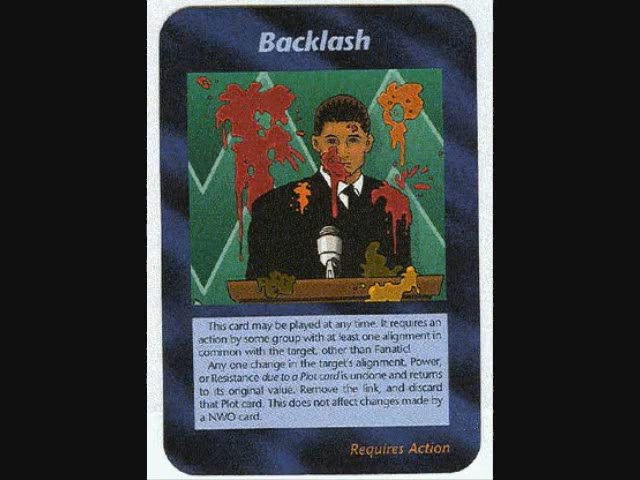 Backlash
This card may be played at any time. It requires an
action by some group with at least one alignment in
common with the target, other than Fanatic!
Any one change in the target's alignment, Power,
or Resistance due to a Plot card is undone and returns
to its original value. Remove the link, and discard
that Plot card. This does not affect changes made by
a NWO card.
Requires Action